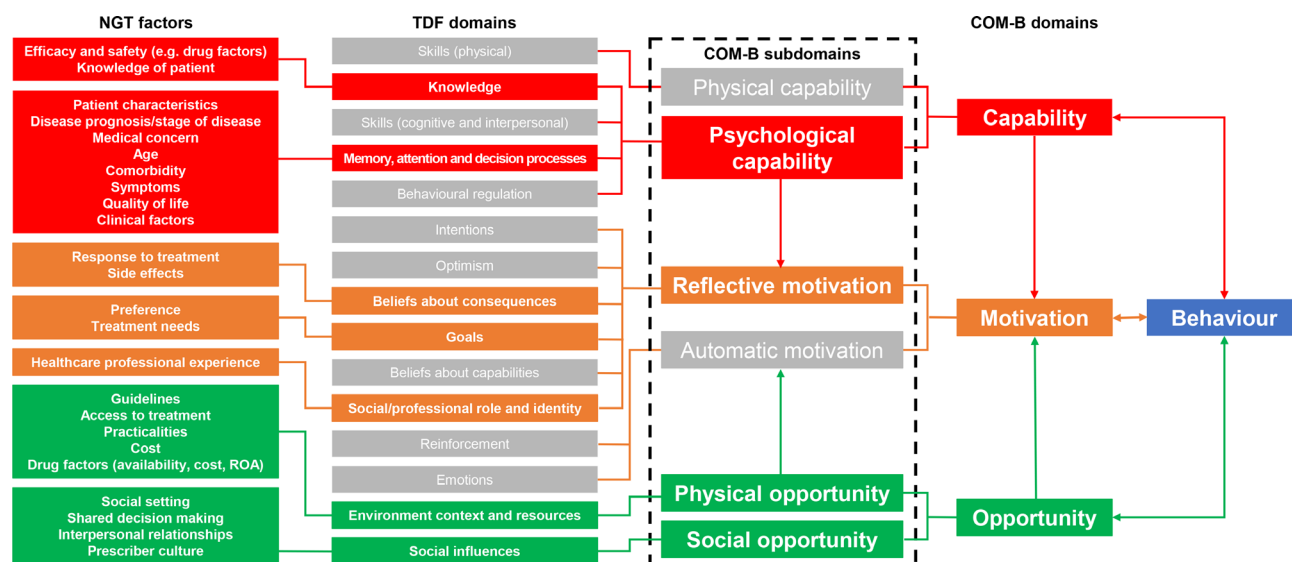 NGT factors
Efficacy and safety (e.g. drug factors)
Knowledge of patient
Patient characteristics
Disease prognosis/stage of disease
Medical concern
Age
Comorbidity
Symptoms
Quality of life
Clinical factors
Response to treatment
Side effects
Preference
Treatment needs
Healthcare professional experience
Guidelines
Access to treatment
Practicalities
Cost
Drug factors (availability, cost, ROA)
Social setting
Shared decision making
Interpersonal relationships
Prescriber culture
TDF domains
Skills (physical)
Knowledge
Skills (cognitive and interpersonal)
Memory, attention and decision processes
Behavioural regulation
Intentions
Optimism
Beliefs about consequences
Goals
Beliefs about capabilities
Social/professional role and identity
Reinforcement
Emotions
Environment context and resources
Social influences
COM-B subdomains
Physical capability
Psychological
capability
Reflective motivation
Automatic motivation
Physical opportunity
Social opportunity
COM-B domains
Capability
Motivation
Opportunity
Behaviour